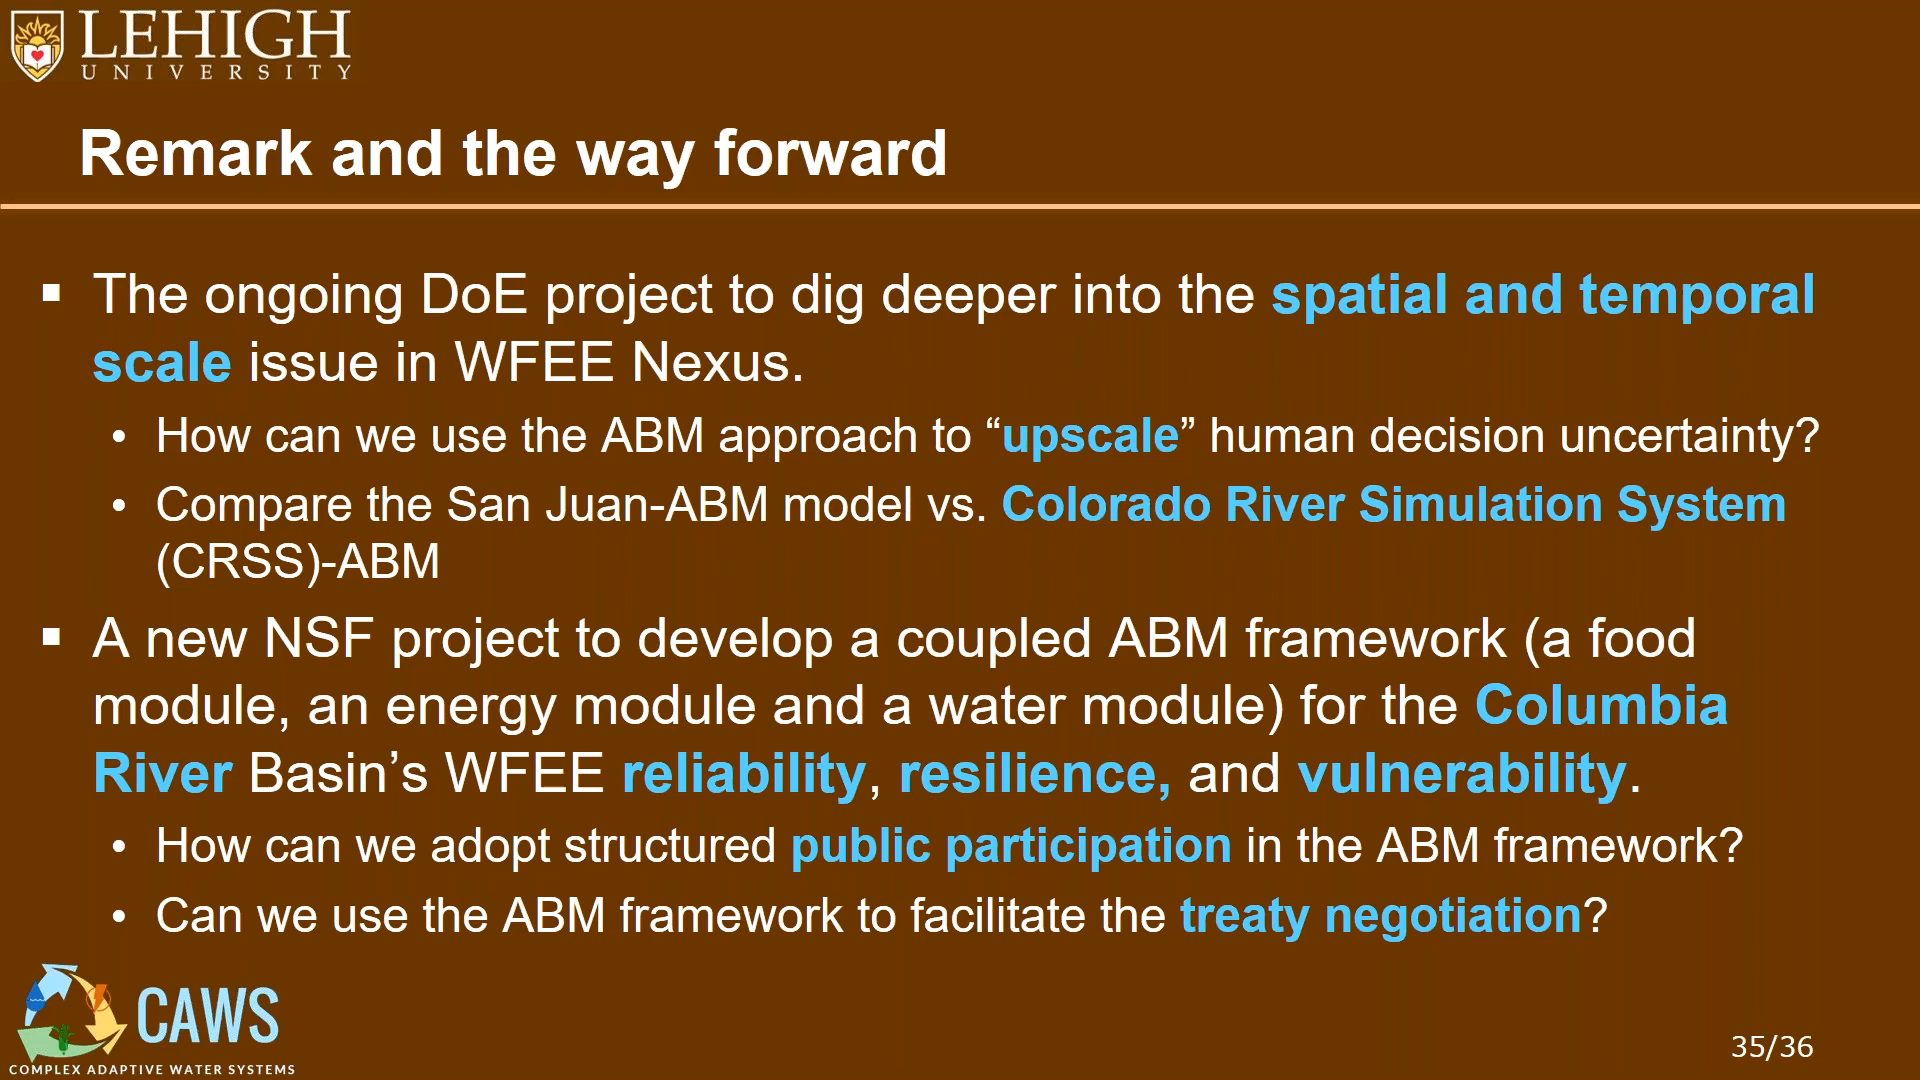 LEHIGH
UNIVERSITY
Remark and the way forward
▪ The ongoing DoE project to dig deeper into the spatial and temporal
scale issue in WFEE Nexus.
• How can we use the ABM approach to “upscale” human decision uncertainty?
• Compare the San Juan-ABM model vs. Colorado River Simulation System
(CRSS)-ABM
▪ A new NSF project to develop a coupled ABM framework (a food
module, an energy module and a water module) for the Columbia
River Basin’s WFEE reliability, resilience, and vulnerability.
• How can we adopt structured public participation in the ABM framework?
• Can we use the ABM framework to facilitate the treaty negotiation?
CAWS
COMPLEX ADAPTIVE WATER SYSTEMS
35/36